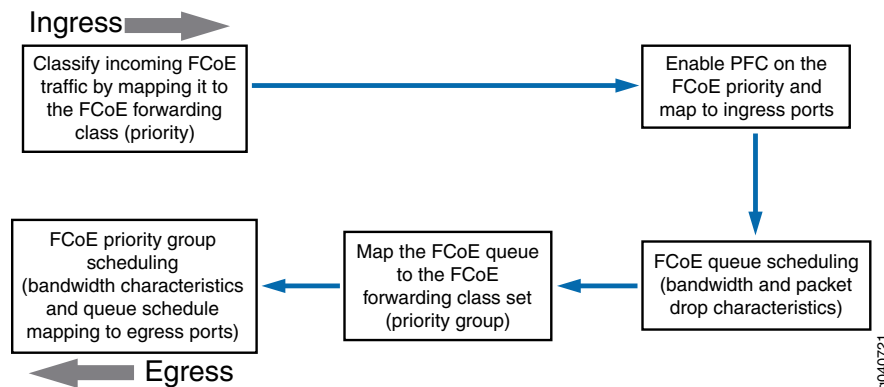 Ingress
Classify incoming FCoE
traffic by mapping it to
the FCoE forwarding
class (priority)
Enable PFC on the
FCoE priority and
map to ingress ports
FCoE priority group
scheduling
(bandwidth characteristics
and queue schedule
mapping to egress ports)
Map the FCoE queue
to the FCoE
forwarding class set
(priority group)
FCoE queue scheduling
(bandwidth and packet
drop characteristics)
Egress